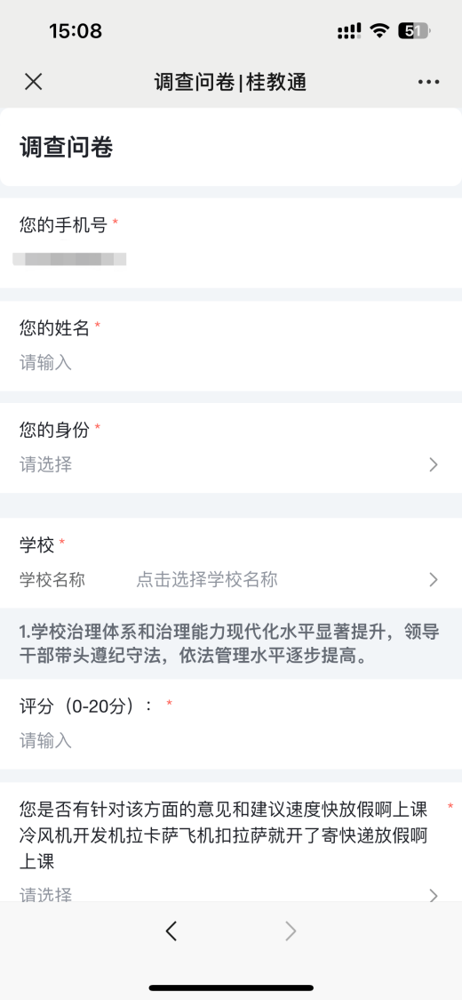 15:08
51
调查问卷|桂教通
调查问卷
您的手机号 *
您的姓名 *
请输入
您的身份 *
请选择
学校 *
学校名称 点击选择学校名称
1.学校治理体系和治理能力现代化水平显著提升，领导
干部带头遵纪守法，依法管理水平逐步提高。
评分（0-20分）： *
请输入
您是否有针对该方面的意见和建议速度快放假啊上课 *
冷风机开发机拉卡萨飞机扣拉萨就开了寄快递放假啊
上课
请选择